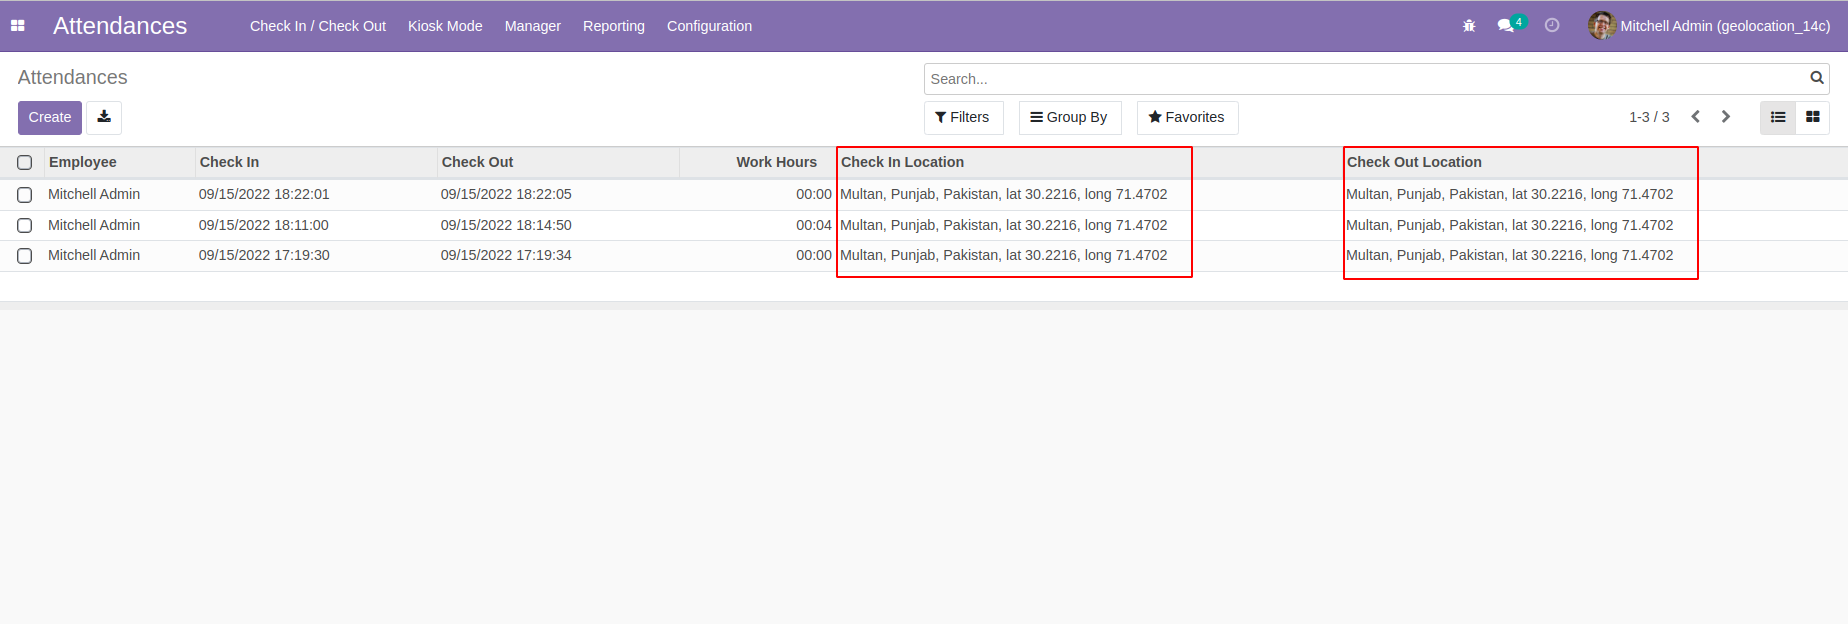 Attendances Check In / Check Out Kiosk Mode Manager Reporting Configuration 4 Mitchell Admin (geolocation_14c)
Attendances Search...
Create Filters Group By Favorites 1-3 / 3
Employee Check In Check Out Work Hours Check In Location Check Out Location
Mitchell Admin 09/15/2022 18:22:01 09/15/2022 18:22:05 00:00 Multan, Punjab, Pakistan, lat 30.2216, long 71.4702 Multan, Punjab, Pakistan, lat 30.2216, long 71.4702
Mitchell Admin 09/15/2022 18:11:00 09/15/2022 18:14:50 00:04 Multan, Punjab, Pakistan, lat 30.2216, long 71.4702 Multan, Punjab, Pakistan, lat 30.2216, long 71.4702
Mitchell Admin 09/15/2022 17:19:30 09/15/2022 17:19:34 00:00 Multan, Punjab, Pakistan, lat 30.2216, long 71.4702 Multan, Punjab, Pakistan, lat 30.2216, long 71.4702